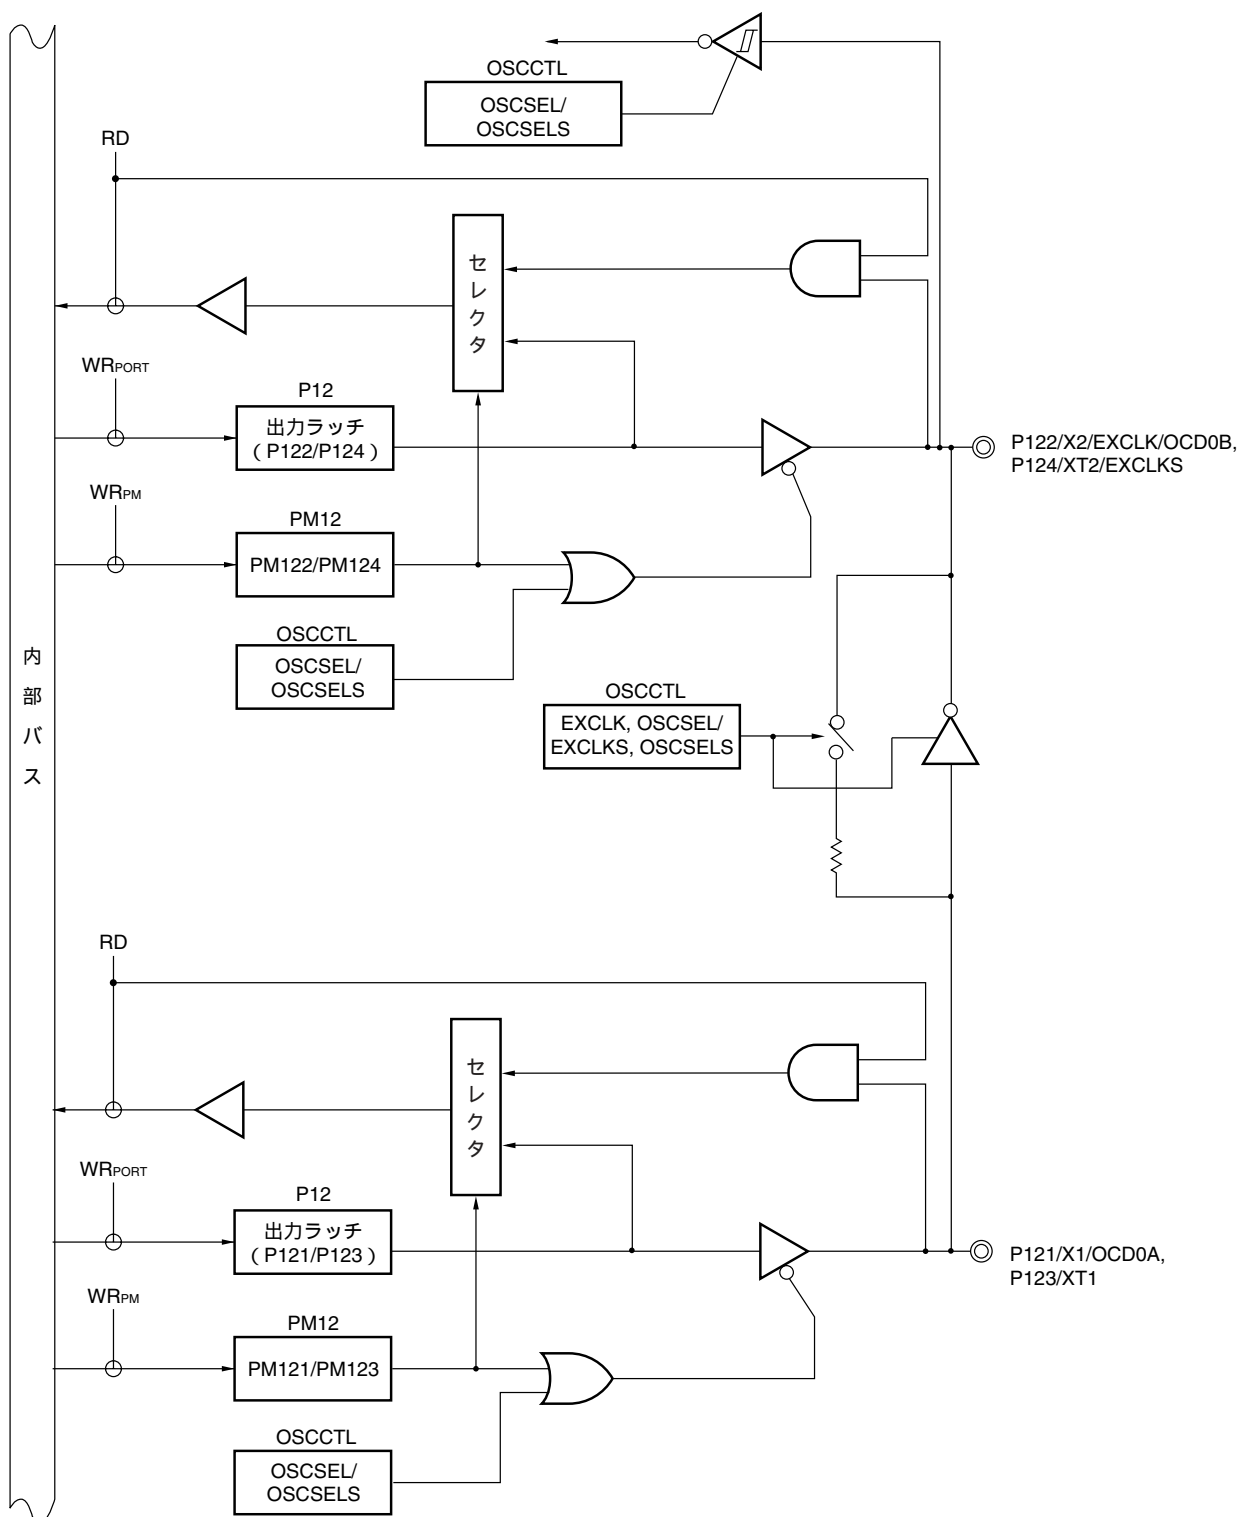 OSCCTL
OSCSEL/
OSCSELS
RD
セレクタ
WRPORT
P12
出力ラッチ
( P122/P124 )
P122/X2/EXCLK/OCD0B,
P124/XT2/EXCLKS
WRPM
PM12
PM122/PM124
OSCCTL
OSCSEL/
OSCSELS
内部バス
OSCCTL
EXCLK, OSCSEL/
EXCLKS, OSCSELS
RD
セレクタ
WRPORT
P12
出力ラッチ
( P121/P123 )
P121/X1/OCD0A,
P123/XT1
WRPM
PM12
PM121/PM123
OSCCTL
OSCSEL/
OSCSELS